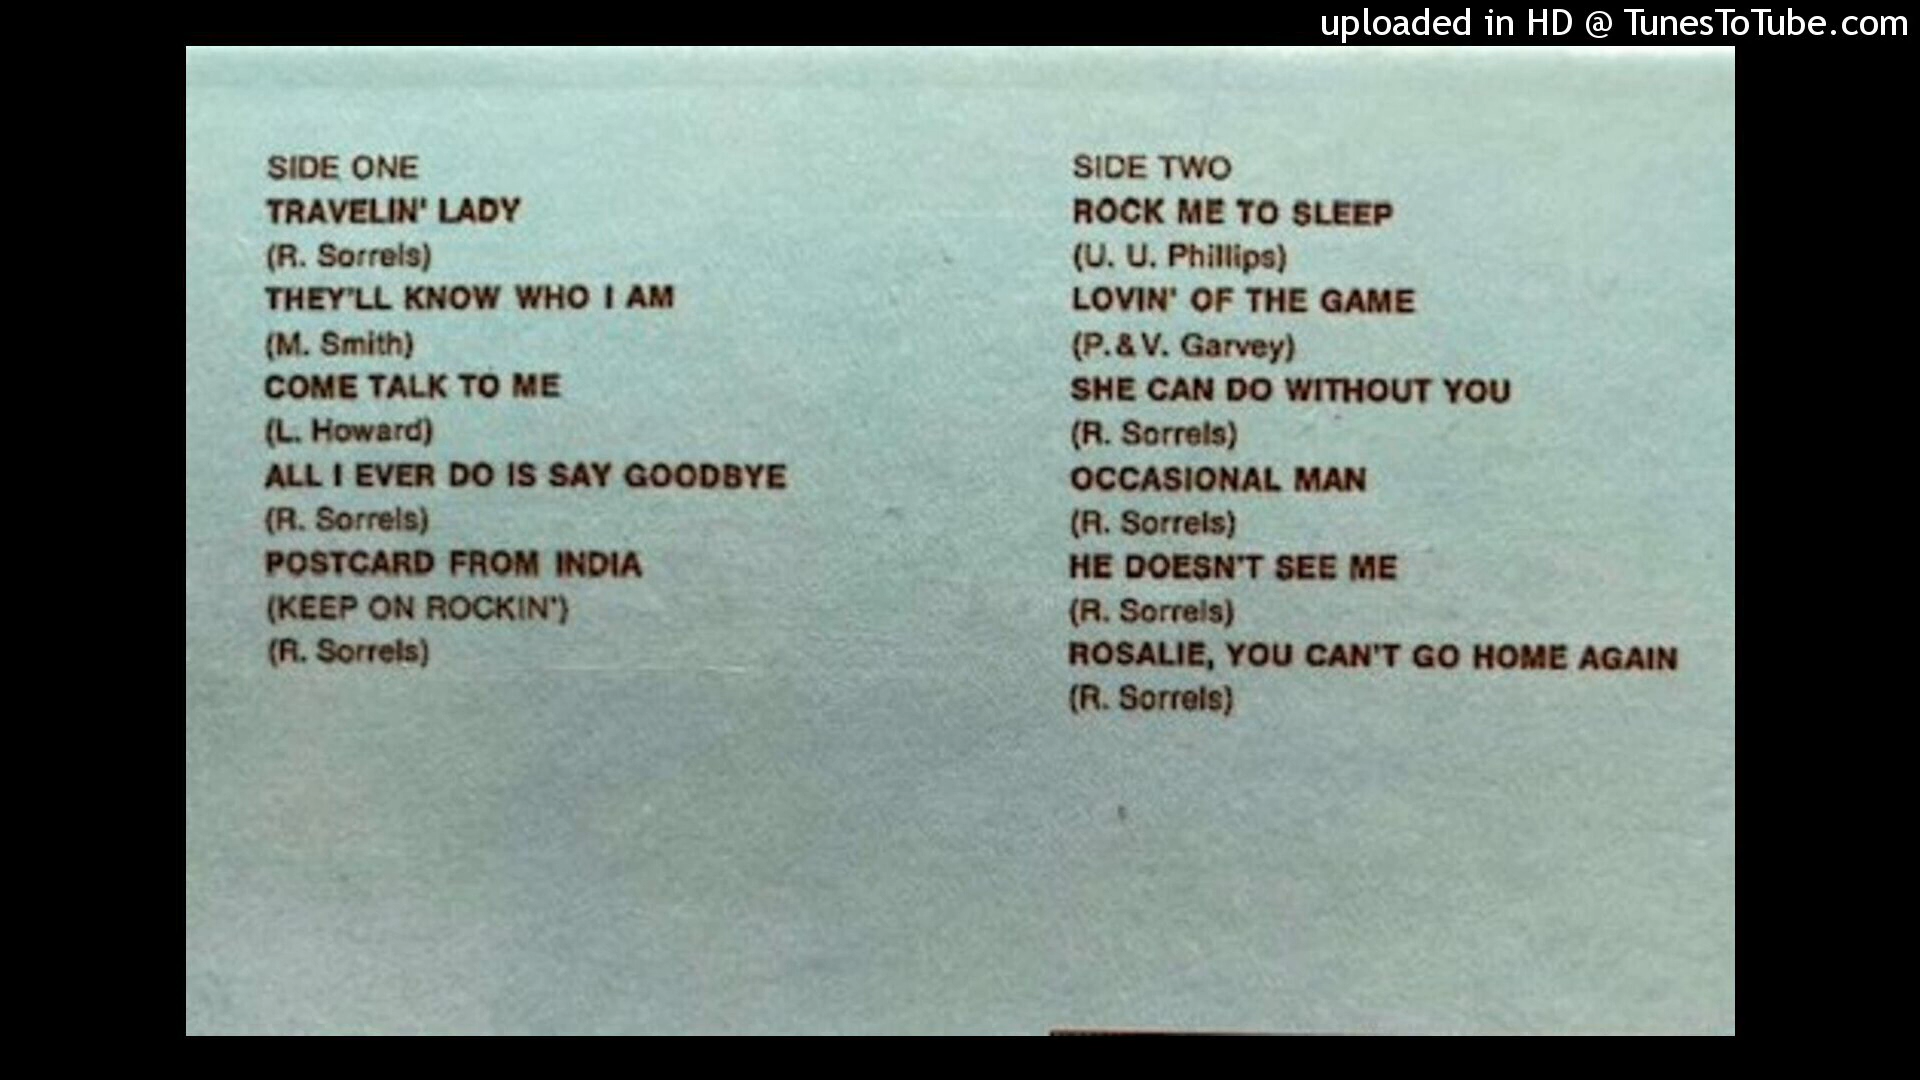 uploaded in HD @ TunesToTube.com
SIDE ONE
TRAVELIN' LADY
(R. Sorrels)
THEY'LL KNOW WHO I AM
(M. Smith)
COME TALK TO ME
(L. Howard)
ALL I EVER DO IS SAY GOODBYE
(R. Sorrels)
POSTCARD FROM INDIA
(KEEP ON ROCKIN')
(R. Sorrels)
SIDE TWO
ROCK ME TO SLEEP
(U. U. Phillips)
LOVIN' OF THE GAME
(P. & V. Garvey)
SHE CAN DO WITHOUT YOU
(R. Sorrels)
OCCASIONAL MAN
(R. Sorrels)
HE DOESN'T SEE ME
(R. Sorrels)
ROSALIE, YOU CAN'T GO HOME AGAIN
(R. Sorrels)